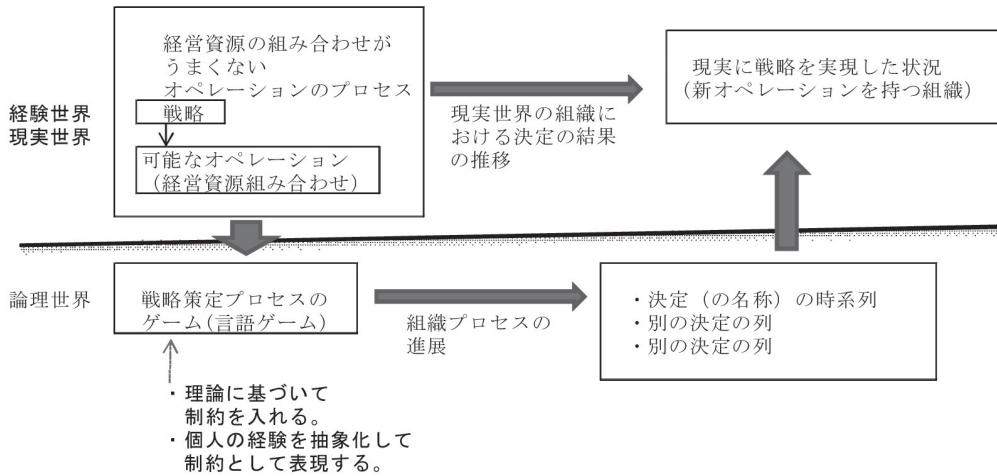 経営資源の組み合わせが
うまくない
オペレーションのプロセス
戦略
可能なオペレーション
(経営資源組み合わせ)
経験世界
現実世界
現実世界の組織に
おける決定の結果
の推移
現実に戦略を実現した状況
(新オペレーションを持つ組織)
論理世界
戦略策定プロセスの
ゲーム(言語ゲーム)
組織プロセスの
進展
・決定（の名称）の時系列
・別の決定の列
・別の決定の列
・理論に基づいて
制約を入れる。
・個人の経験を抽象化して
制約として表現する。